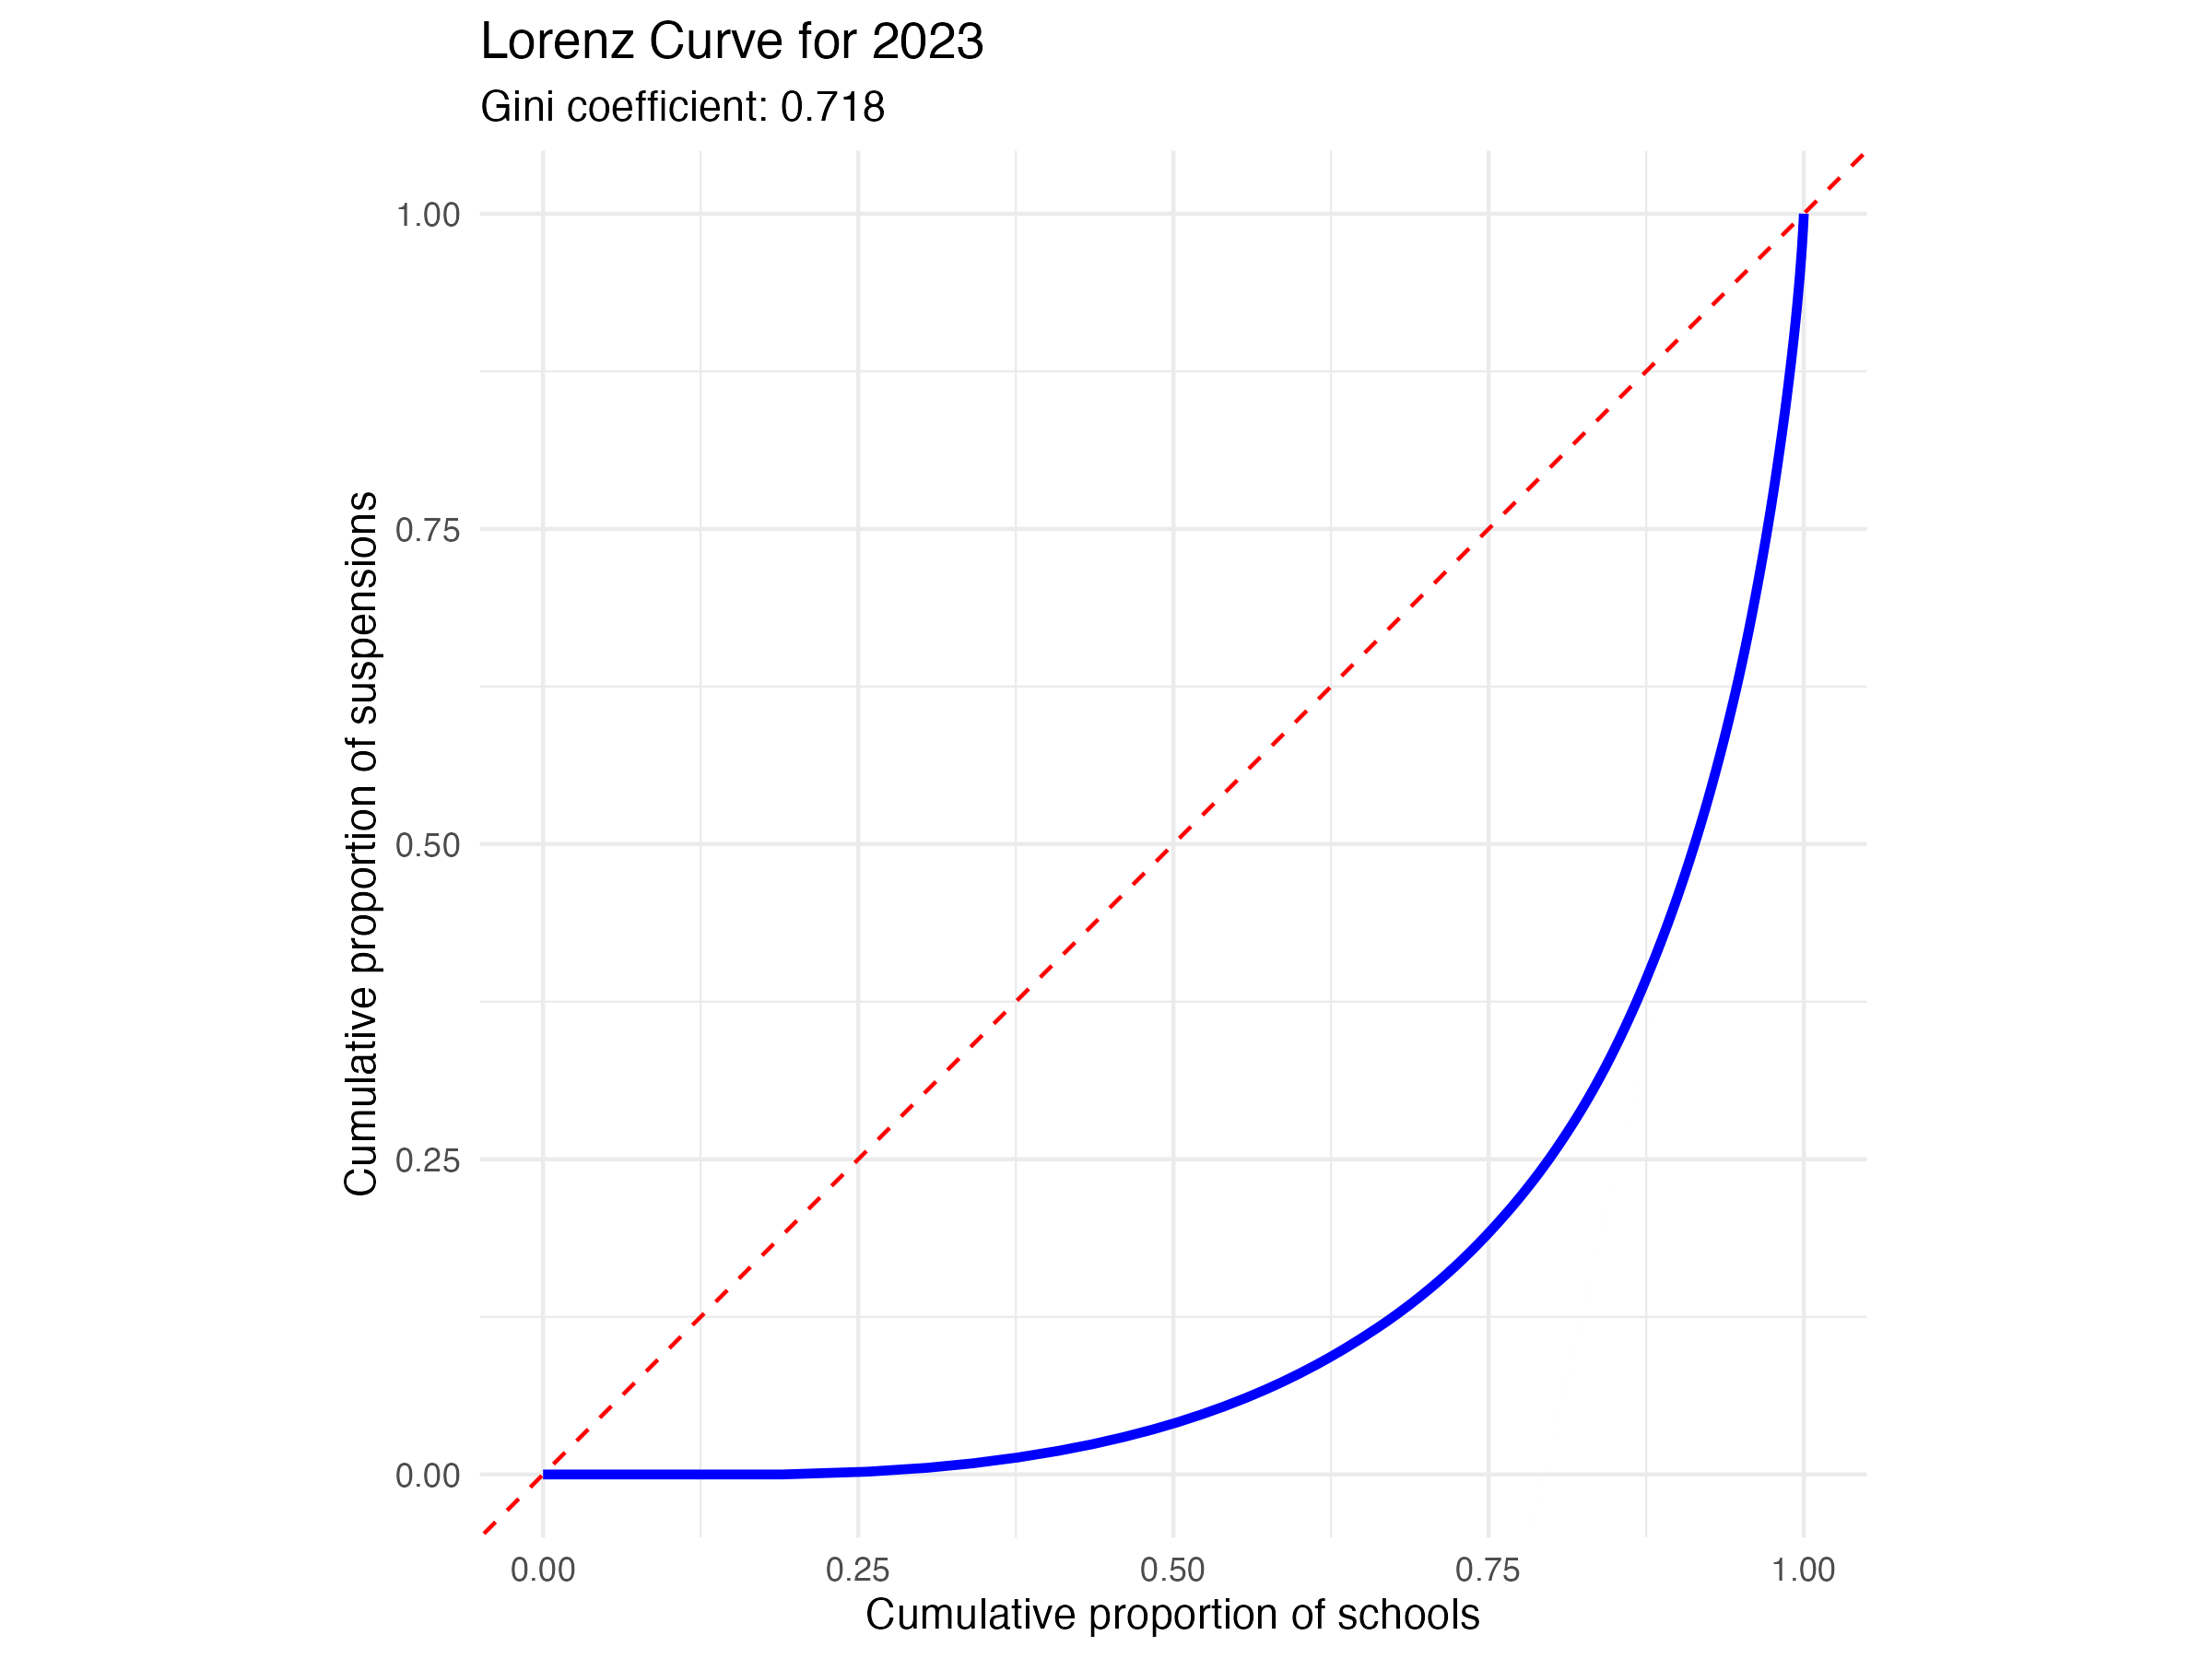 Lorenz Curve for 2023
Gini coefficient: 0.718
Cumulative proportion of suspensions
1.00
0.75
0.50
0.25
0.00
0.00 0.25 0.50 0.75 1.00
Cumulative proportion of schools